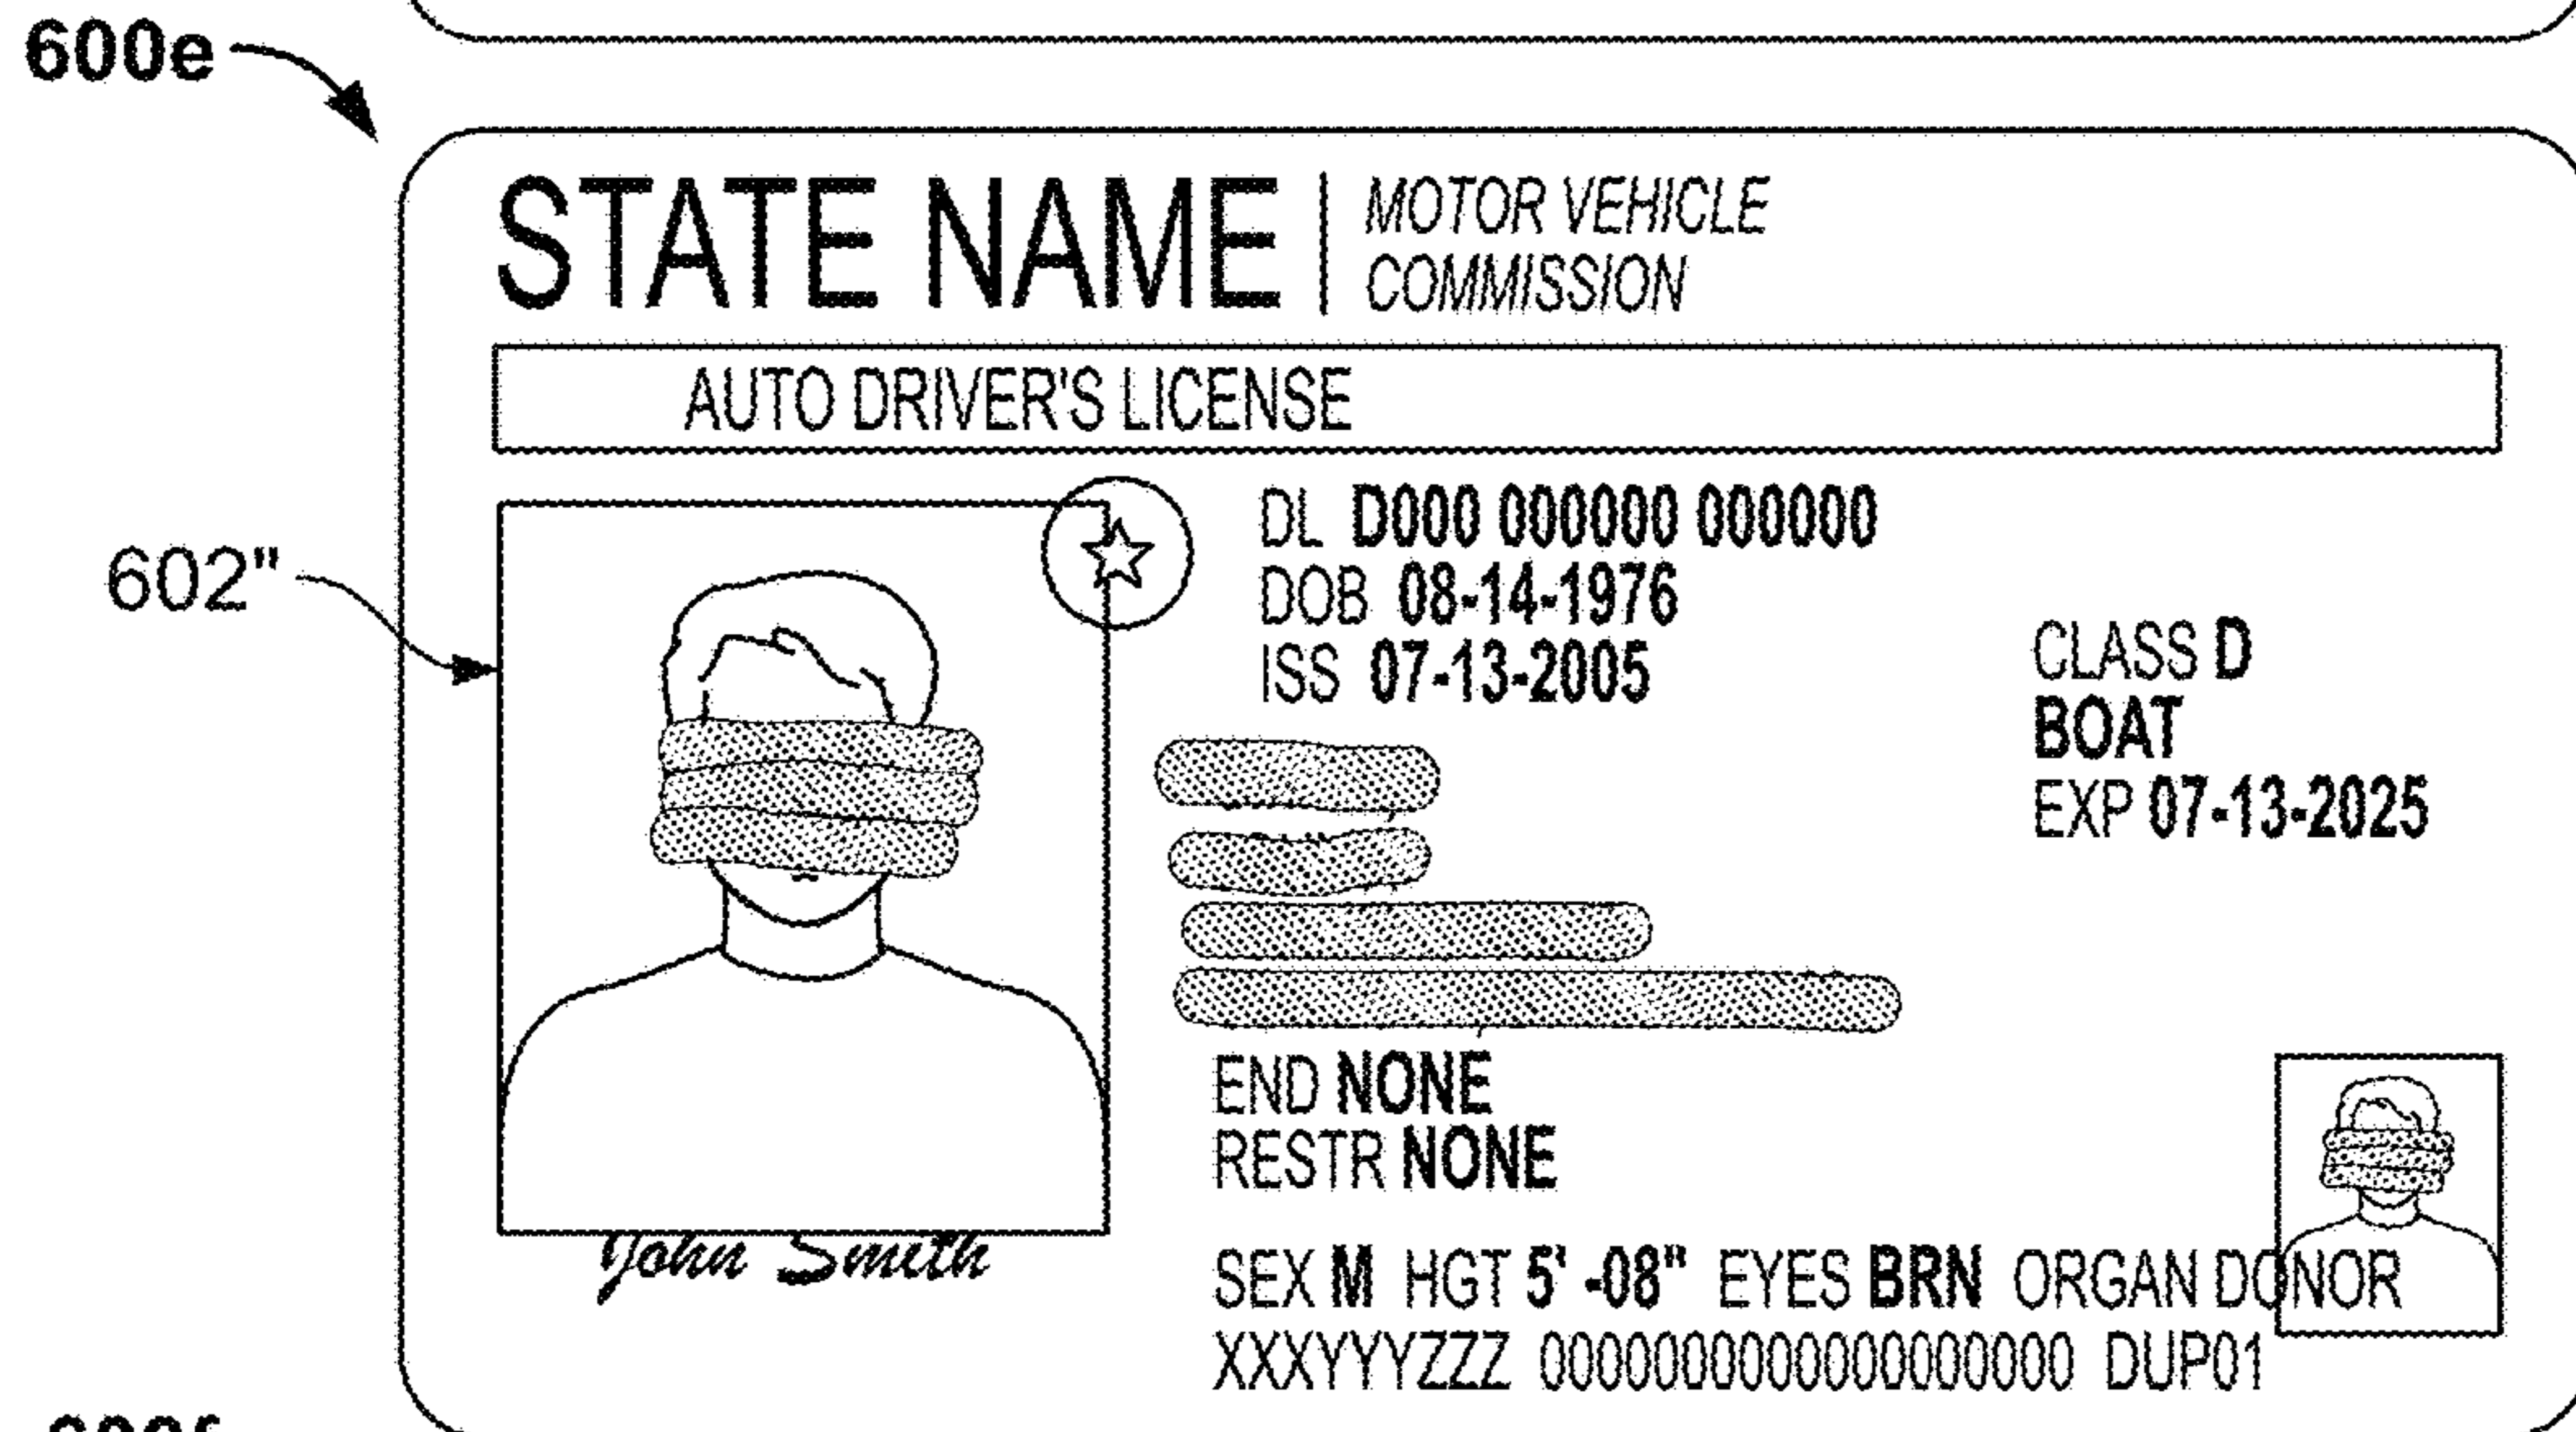 600e
STATE NAME
MOTOR VEHICLE
COMMISSION
AUTO DRIVER'S LICENSE
602"
DL D000 000000 000000
DOB 08-14-1976
ISS 07-13-2005
CLASS D
BOAT
EXP 07-13-2025
END NONE
RESTR NONE
John Smith
SEX M HGT 5' -08" EYES BRN ORGAN DONOR
XXXYYYZZZ 0000000000000000000 DUP01